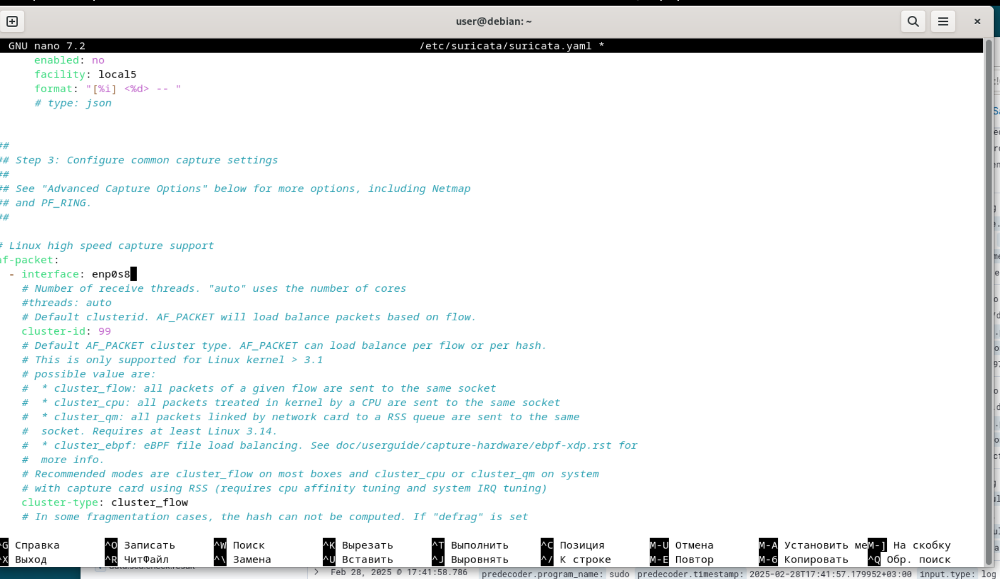 user@debian: ~
GNU nano 7.2 /etc/suricata/suricata.yaml *
enabled: no
facility: local5
format: "[%i] <%d> -- "
# type: json
##
## Step 3: Configure common capture settings
##
## See "Advanced Capture Options" below for more options, including Netmap
## and PF_RING.
##
# Linux high speed capture support
af-packet:
- interface: enp0s8
# Number of receive threads. "auto" uses the number of cores
#threads: auto
# Default clusterid. AF_PACKET will load balance packets based on flow.
cluster-id: 99
# Default AF_PACKET cluster type. AF_PACKET can load balance per flow or per hash.
# This is only supported for Linux kernel > 3.1
# possible value are:
# * cluster_flow: all packets of a given flow are sent to the same socket
# * cluster_cpu: all packets treated in kernel by a CPU are sent to the same socket
# * cluster_qm: all packets linked by network card to a RSS queue are sent to the same
# socket. Requires at least Linux 3.14.
# * cluster_ebpf: eBPF file load balancing. See doc/userguide/capture-hardware/ebpf-xdp.rst for
# more info.
# Recommended modes are cluster_flow on most boxes and cluster_cpu or cluster_qm on system
# with capture card using RSS (requires cpu affinity tuning and system IRQ tuning)
cluster-type: cluster_flow
# In some fragmentation cases, the hash can not be computed. If "defrag" is set
^G Справка ^O Записать ^W Поиск ^K Вырезать ^T Выполнить ^C Позиция M-U Отмена M-A Установить ме M-] На скобку
^X Выход ^R ЧитФайл ^\ Замена ^U Вставить ^J Выровнять ^/ К строке M-E Повтор M-6 Копировать ^Q Обр. поиск
Feb 28, 2025 @ 17:41:58.786 predecoder.program_name: sudo predecoder.timestamp: 2025-02-28T17:41:57.179952+03:00 input.type: log